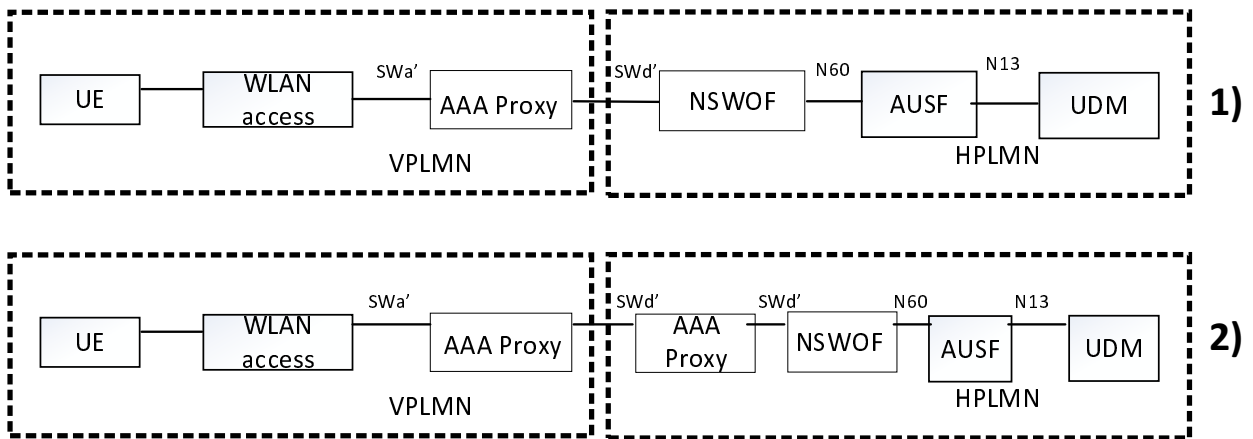 SWa’
SWd’
N60
N13
UE
WLAN
access
AAA Proxy
NSWOF
AUSF
UDM
1)
VPLMN
HPLMN
SWa’
SWd’
SWd’
N60
N13
UE
WLAN
access
AAA Proxy
AAA
Proxy
NSWOF
AUSF
UDM
2)
VPLMN
HPLMN